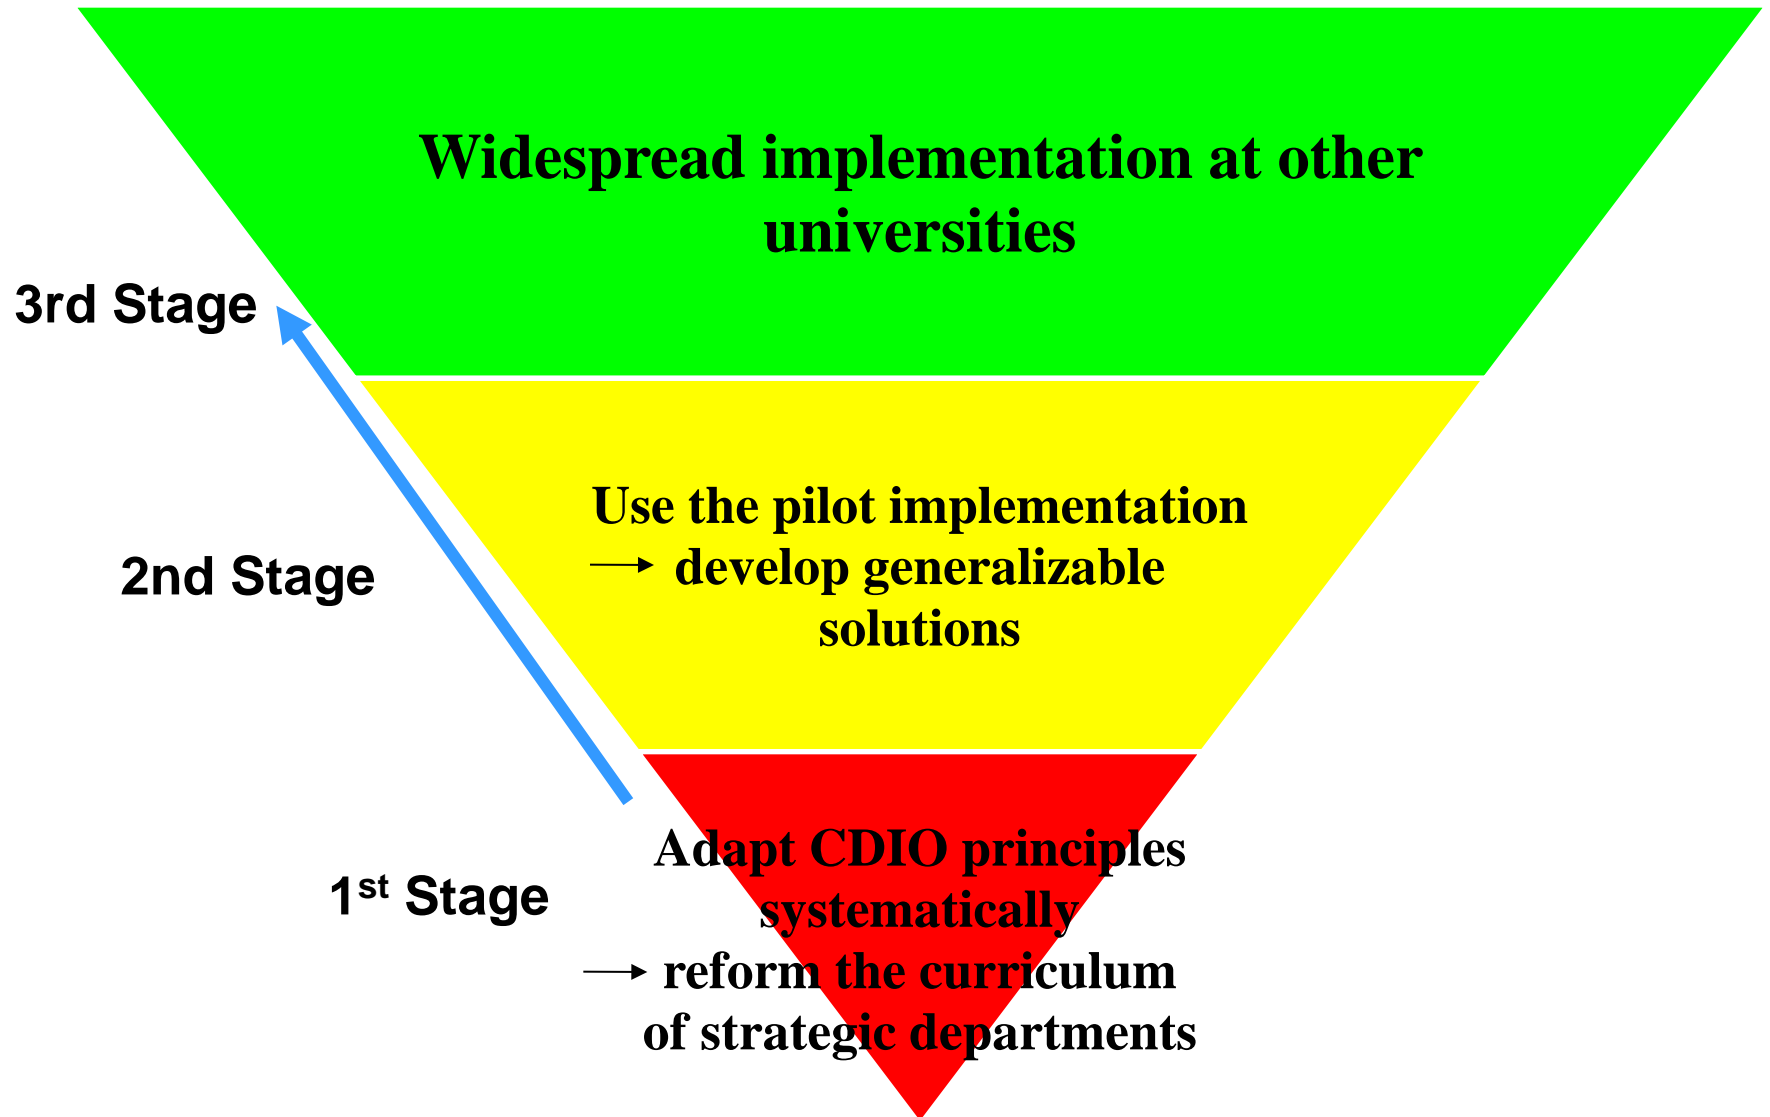 Widespread implementation at other
universities
3rd Stage
Use the pilot implementation
→ develop generalizable
solutions
2nd Stage
Adapt CDIO principles
systematically
→ reform the curriculum
of strategic departments
1st Stage